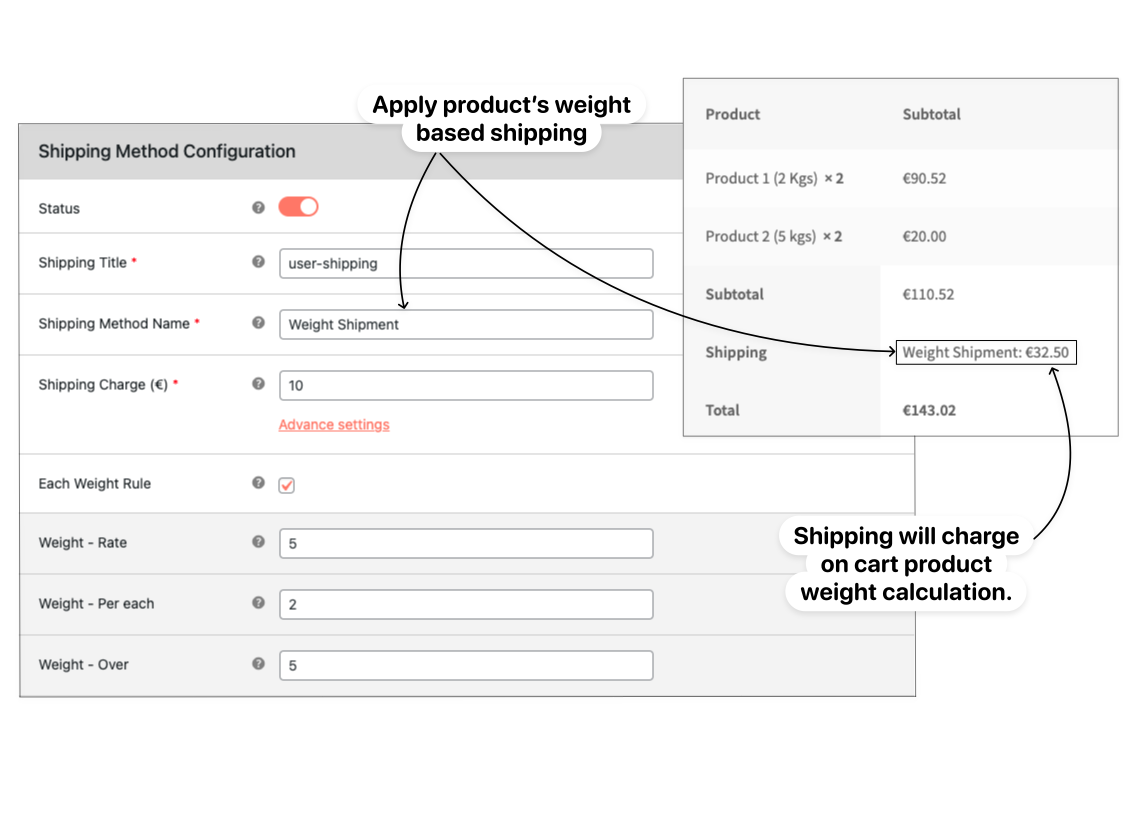 Apply product's weight
based shipping
Shipping Method Configuration
Status
Shipping Title * user-shipping
Shipping Method Name * Weight Shipment
Shipping Charge (€) * 10
Advance settings
Each Weight Rule
Weight - Rate 5
Weight - Per each 2
Weight - Over 5
Product Subtotal
Product 1 (2 Kgs) × 2 €90.52
Product 2 (5 kgs) × 2 €20.00
Subtotal €110.52
Shipping Weight Shipment: €32.50
Total €143.02
Shipping will charge
on cart product
weight calculation.